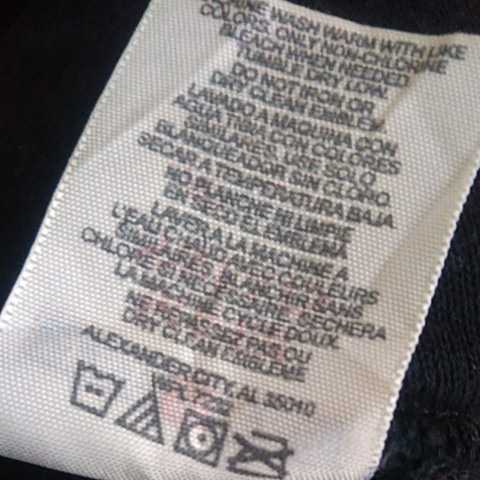 WASH WARM WITH LIKE
COLORS. ONLY NON-CHLORINE
BLEACH WHEN NEEDED
TUMBLE DRY LOW.
DO NOT IRON OR
DRY CLEAN EMBLEM.
LAVADO A MAQUINA CON
AGUA TIBIA CON COLORES
SIMILARES. USE SOLO
BLANQUEADOR SIN CLORO.
SECAR A TEMPERATURA BAJA.
NO PLANCHE NI LIMPIE
EN SECO EL EMBLEMA
LAVER A LA MACHINE A
L'EAU CHAUD AVEC COULEURS
SIMILAIRES, BLANCHIR SANS
CHLORE SI NECESSAIRE. SECHER A
LA MACHINE CYCLE DOUX.
NE REPASSEZ PAS OU
DRY CLEAN EMBLEME
ALEXANDER CITY, AL 35010